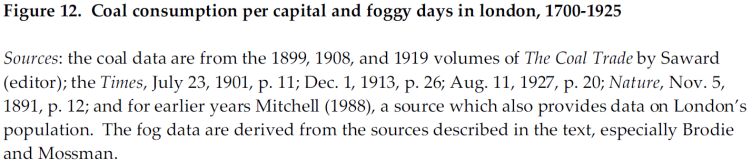 Figure 12. Coal consumption per capital and foggy days in london, 1700-1925
Sources: the coal data are from the 1899, 1908, and 1919 volumes of The Coal Trade by Saward
(editor); the Times, July 23, 1901, p. 11; Dec. 1, 1913, p. 26; Aug. 11, 1927, p. 20; Nature, Nov. 5,
1891, p. 12; and for earlier years Mitchell (1988), a source which also provides data on London's
population. The fog data are derived from the sources described in the text, especially Brodie
and Mossman.